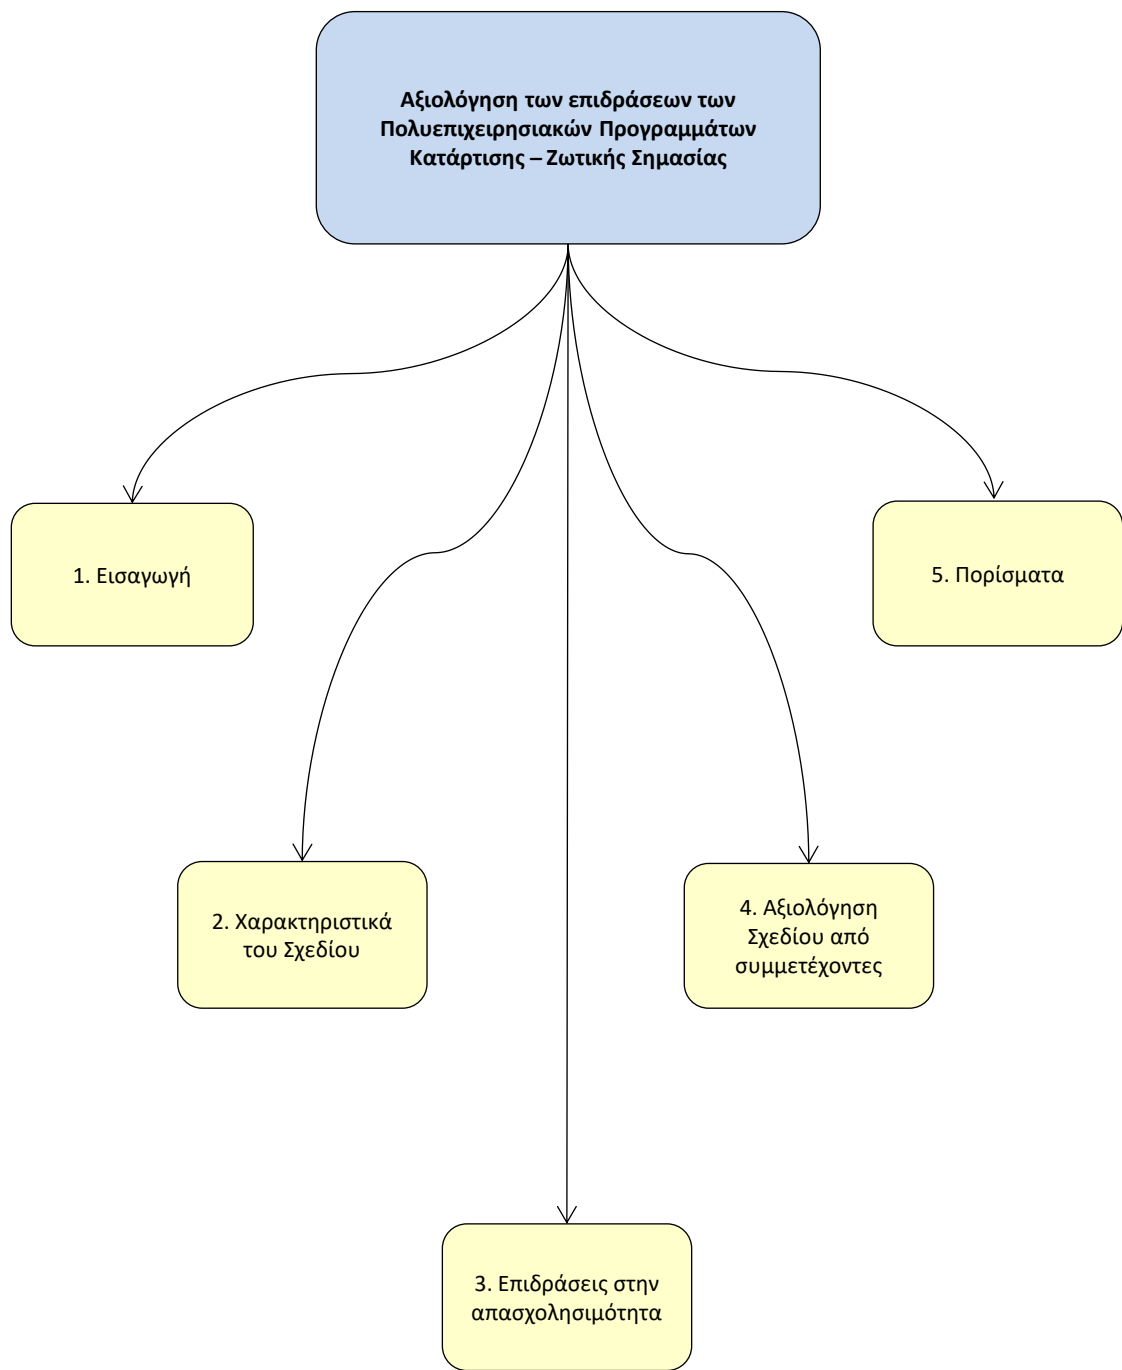 Αξιολόγηση των επιδράσεων των
Πολυεπιχειρησιακών Προγραμμάτων
Κατάρτισης – Ζωτικής Σημασίας
1. Εισαγωγή
5. Πορίσματα
2. Χαρακτηριστικά
του Σχεδίου
4. Αξιολόγηση
Σχεδίου από
συμμετέχοντες
3. Επιδράσεις στην
απασχολησιμότητα